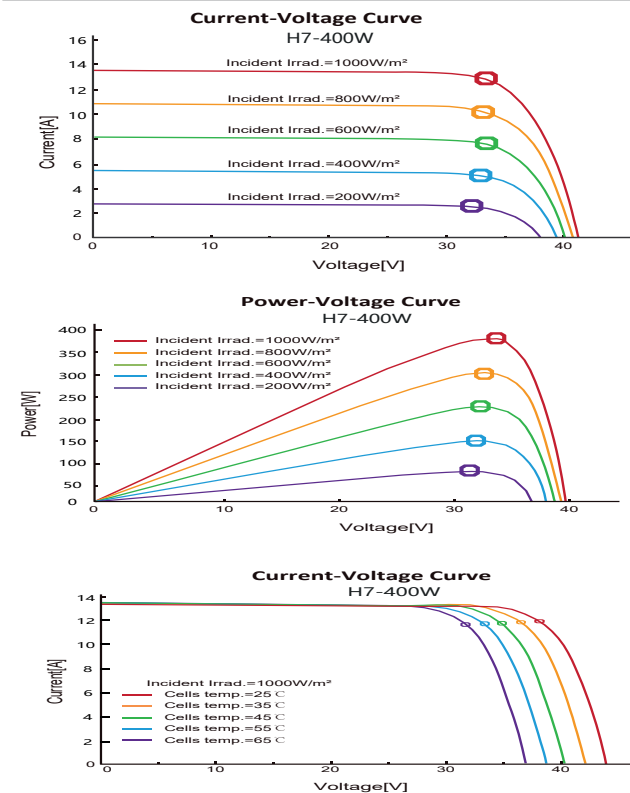 Current-Voltage Curve
H7-400W
16
14
12
10
8
6
4
2
0
Current[A]
Incident Irrad.=1000W/m²
Incident Irrad.=800W/m²
Incident Irrad.=600W/m²
Incident Irrad.=400W/m²
Incident Irrad.=200W/m²
0 10 20 30 40
Voltage[V]
Power-Voltage Curve
H7-400W
400
350
300
250
200
150
100
50
0
Power[W]
Incident Irrad.=1000W/m²
Incident Irrad.=800W/m²
Incident Irrad.=600W/m²
Incident Irrad.=400W/m²
Incident Irrad.=200W/m²
0 10 20 30 40
Voltage[V]
Current-Voltage Curve
H7-400W
14
12
10
8
6
4
2
0
Current[A]
Incident Irrad.=1000W/m²
Cells temp.=25℃
Cells temp.=35℃
Cells temp.=45℃
Cells temp.=55℃
Cells temp.=65℃
0 10 20 30 40
Voltage[V]